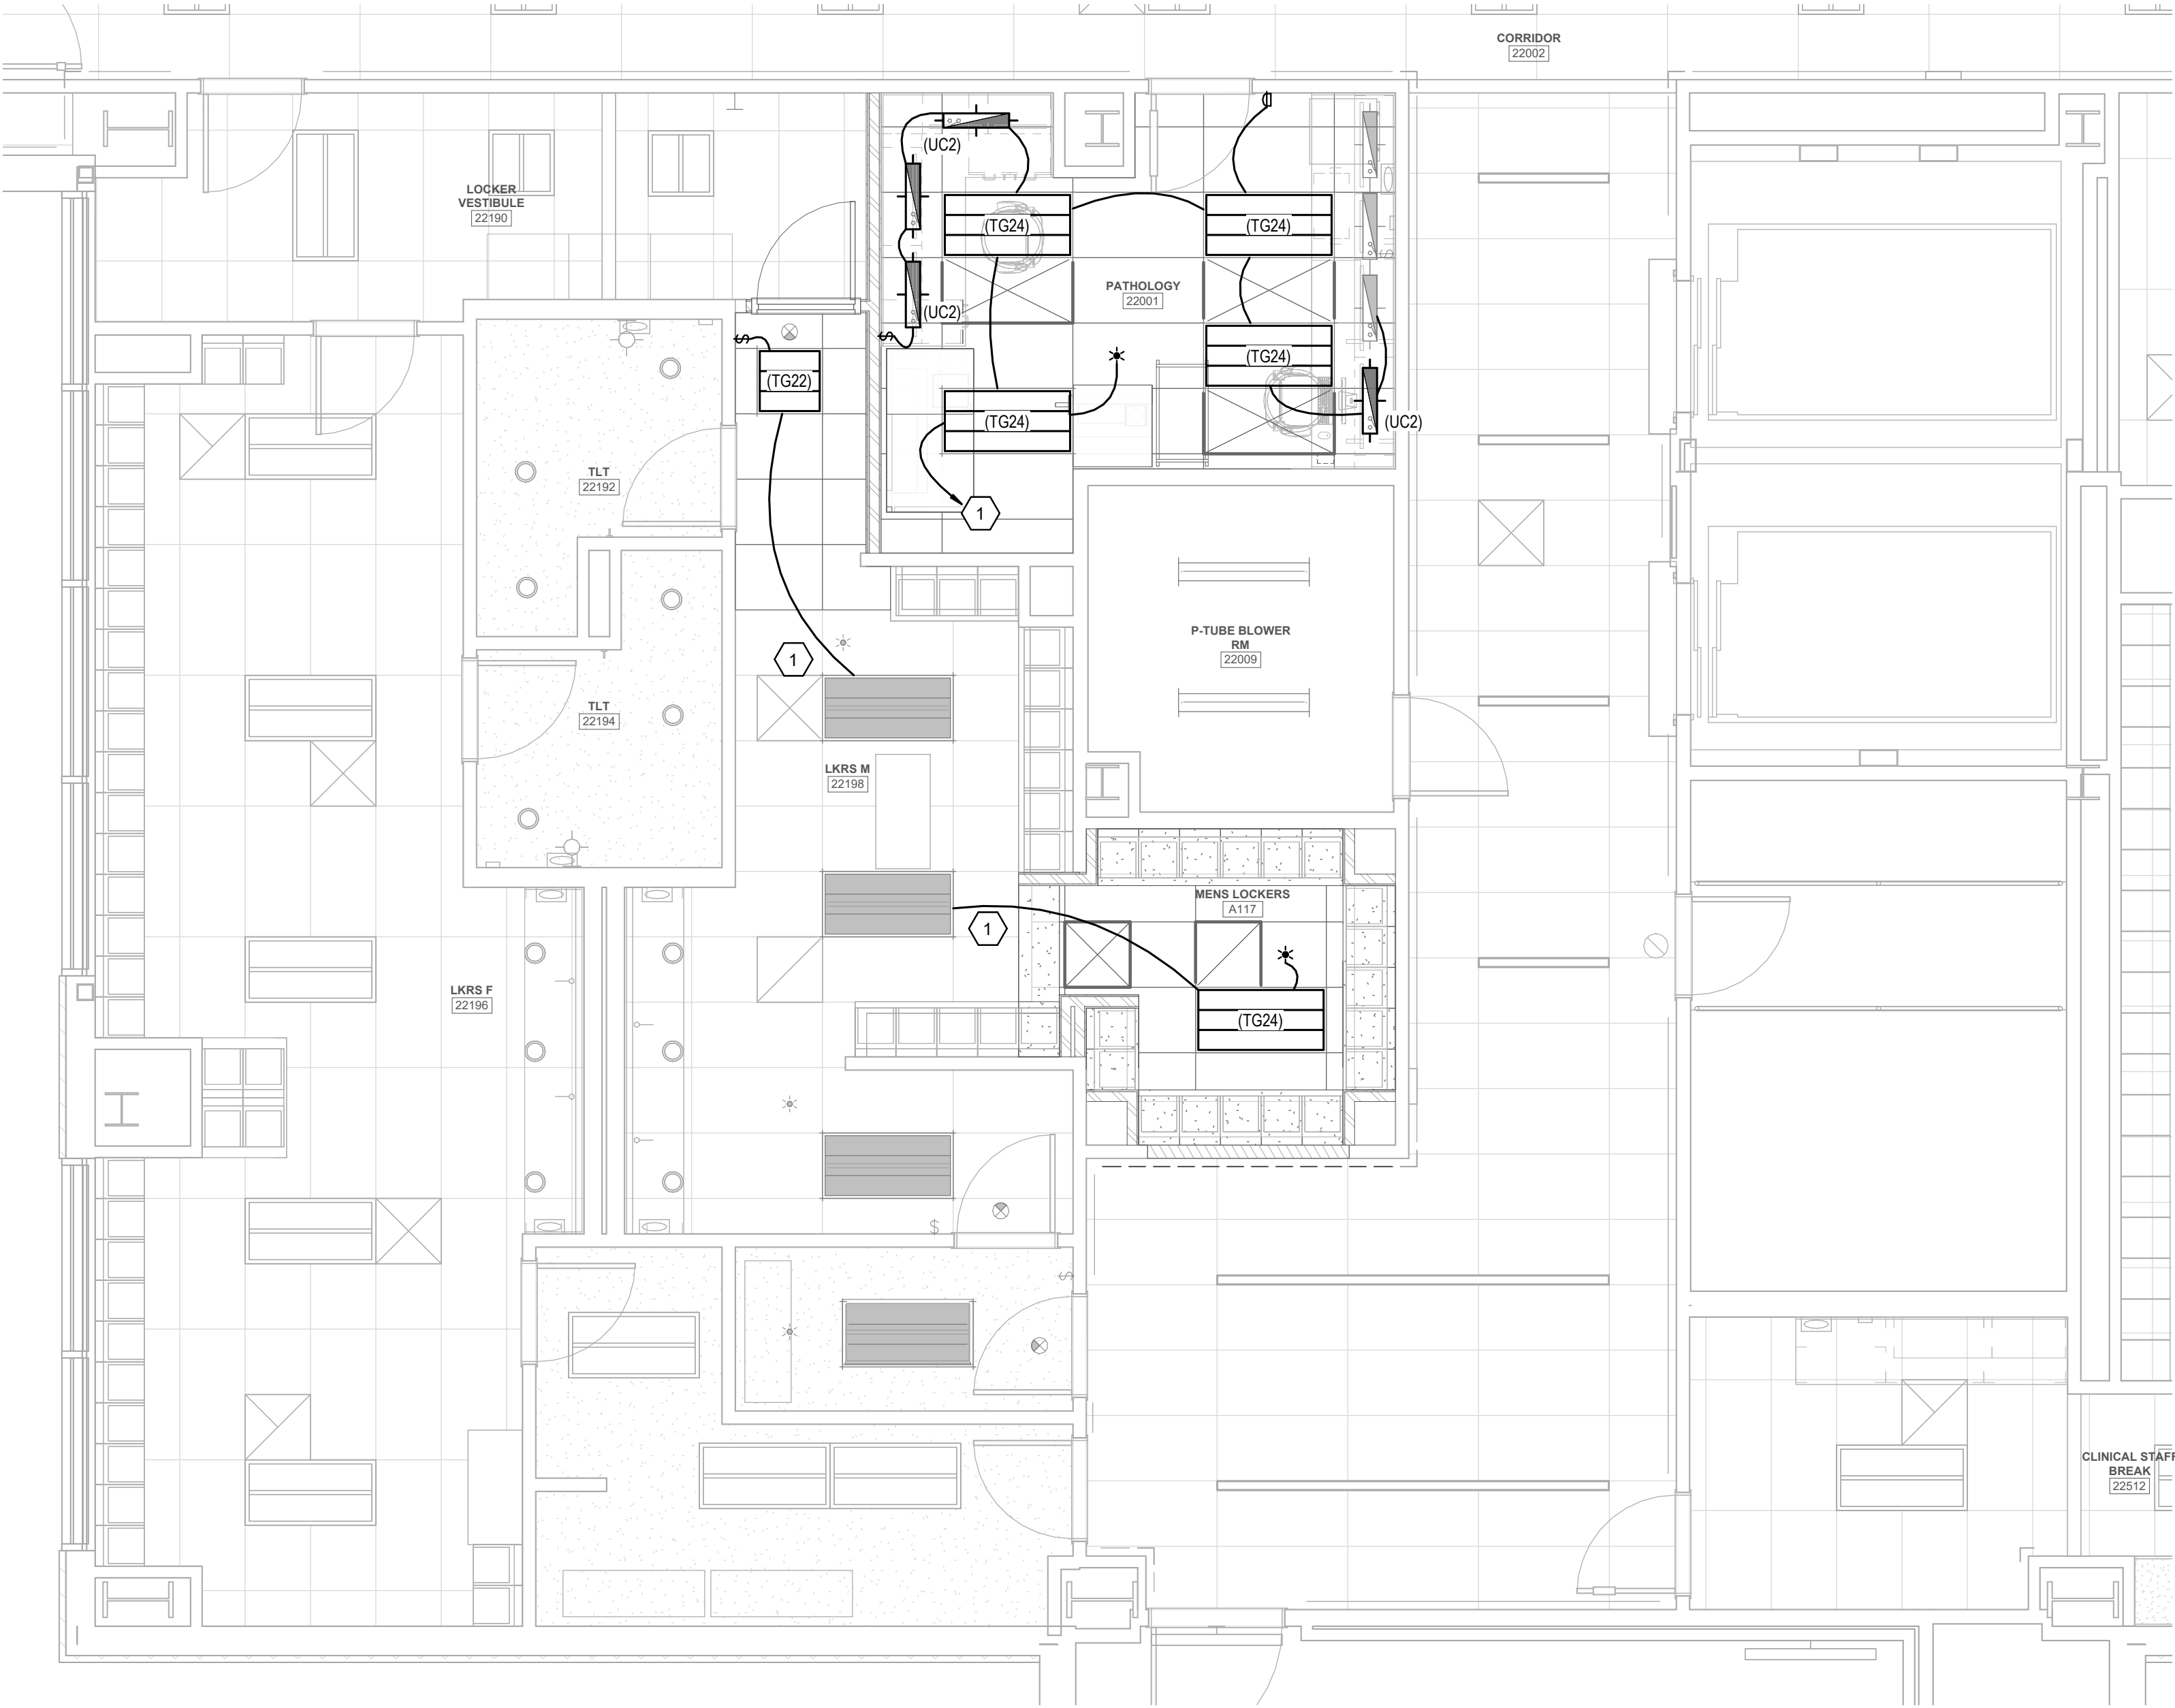 CORRIDOR
22002
LOCKER
VESTIBULE
22190
(UC2)
(TG24)
(TG24)
PATHOLOGY
22001
(UC2)
$
$
(TG22)
(TG24)
(TG24)
(UC2)
TLT
22192
1
P-TUBE BLOWER
RM
22009
1
TLT
22194
LKRS M
22198
MENS LOCKERS
A117
1
LKRS F
22196
(TG24)
$
$
CLINICAL STAFF
BREAK
22512